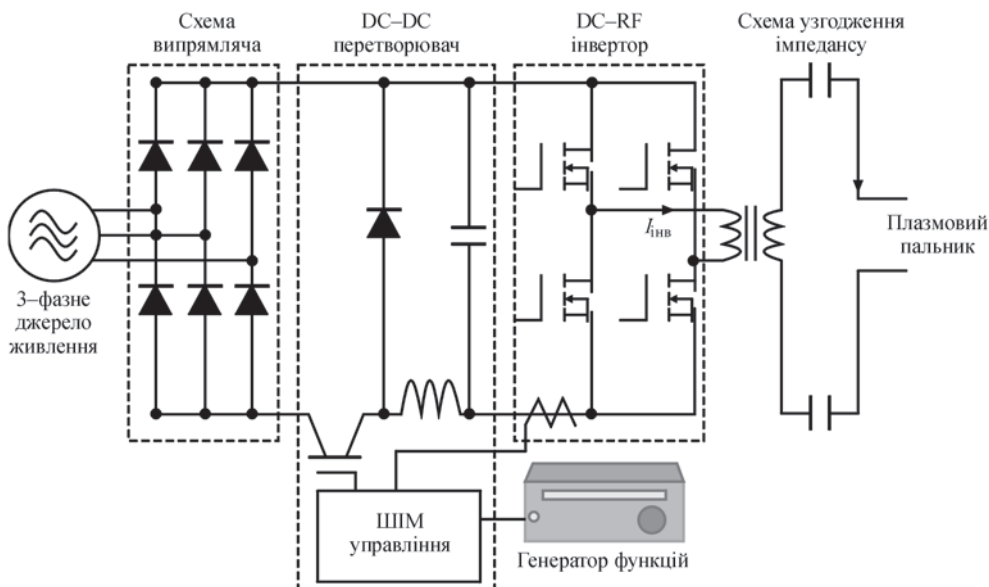 Схема
випрямляча
DC–DC
перетворювач
DC–RF
інвертор
Схема узгодження
імпедансу
3–фазне
джерело
живлення
Iінв
Плазмовий
пальник
ШІМ
управління
Генератор функцій